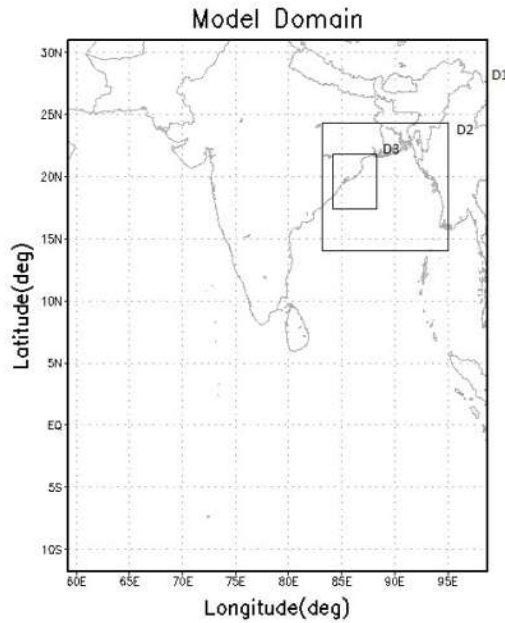 Model Domain
30N
D1
25N
D2
D3
20N
15N
10N
5N
EQ
5S
10S
Latitude(deg)
60E 65E 70E 75E 80E 85E 90E 95E
Longitude(deg)